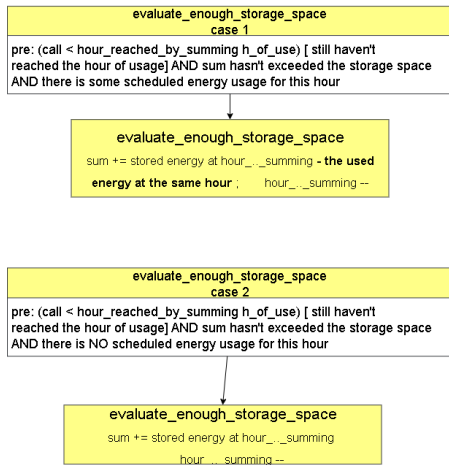 evaluate_enough_storage_space
case 1
pre: (call < hour_reached_by_summing h_of_use) [ still haven't
reached the hour of usage] AND sum hasn't exceeded the storage space
AND there is some scheduled energy usage for this hour
evaluate_enough_storage_space
sum += stored energy at hour_.._summing - the used
energy at the same hour ; hour_.._summing --
evaluate_enough_storage_space
case 2
pre: (call < hour_reached_by_summing h_of_use) [ still haven't
reached the hour of usage] AND sum hasn't exceeded the storage space
AND there is NO scheduled energy usage for this hour
evaluate_enough_storage_space
sum += stored energy at hour_.._summing
hour_.._summing --